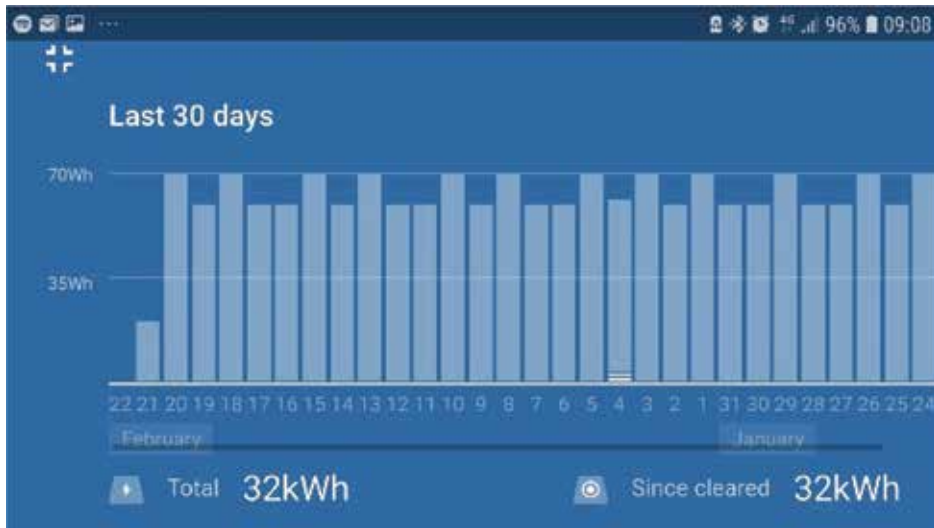 4G 96% 09:08
Last 30 days
70Wh
35Wh
22 21 20 19 18 17 16 15 14 13 12 11 10 9 8 7 6 5 4 3 2 1 31 30 29 28 27 26 25 24
February January
Total 32kWh Since cleared 32kWh